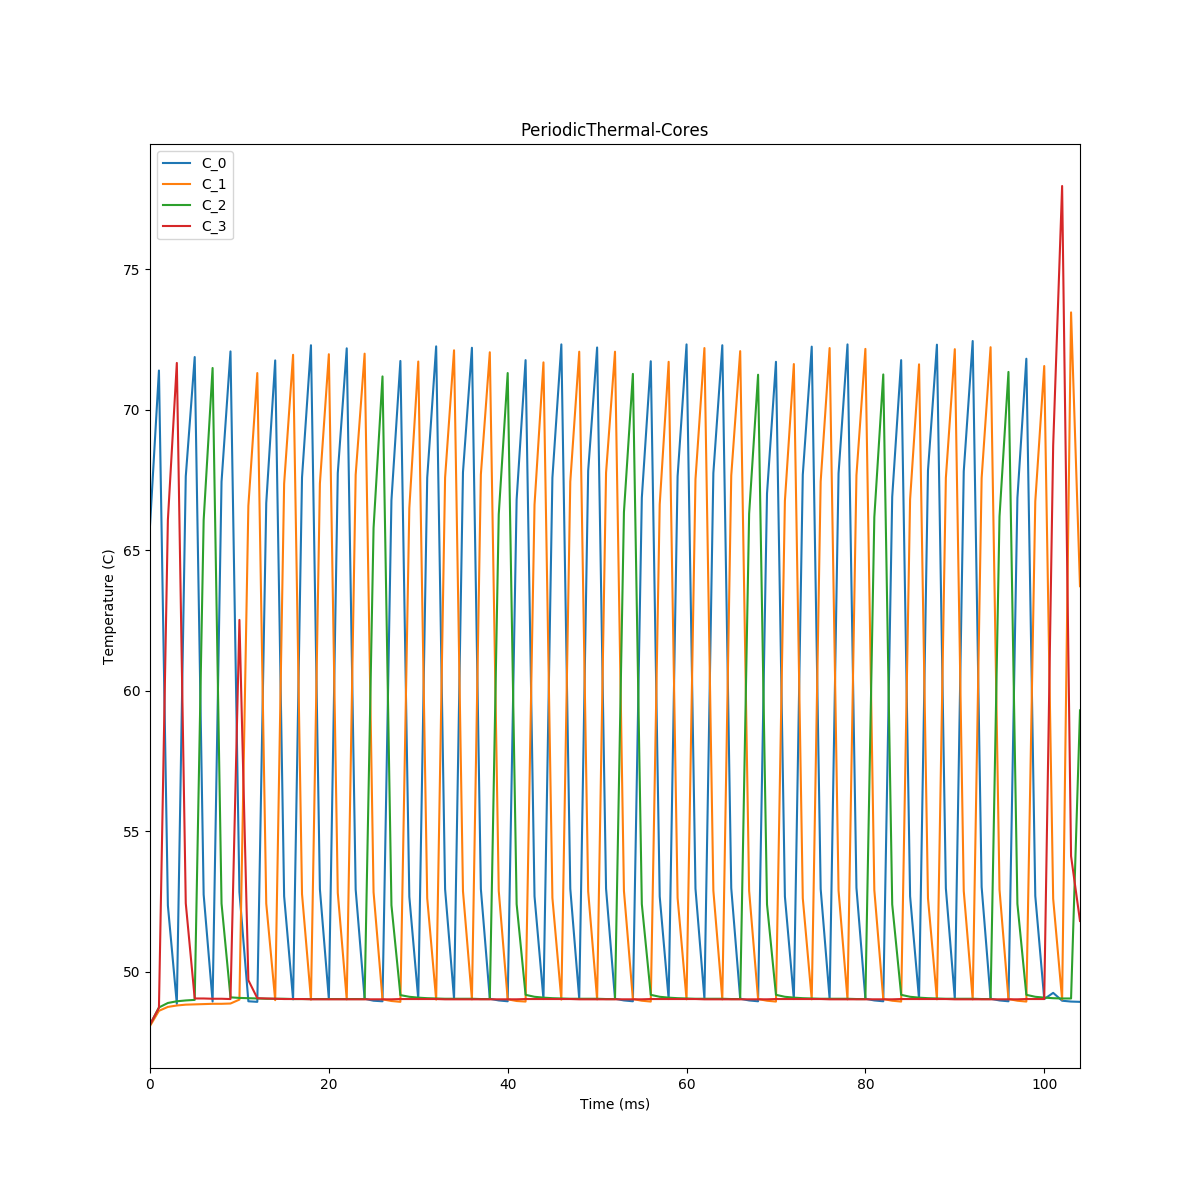 PeriodicThermal-Cores
C_0
C_1
C_2
C_3
75
70
65
60
55
50
Temperature (C)
0 20 40 60 80 100
Time (ms)